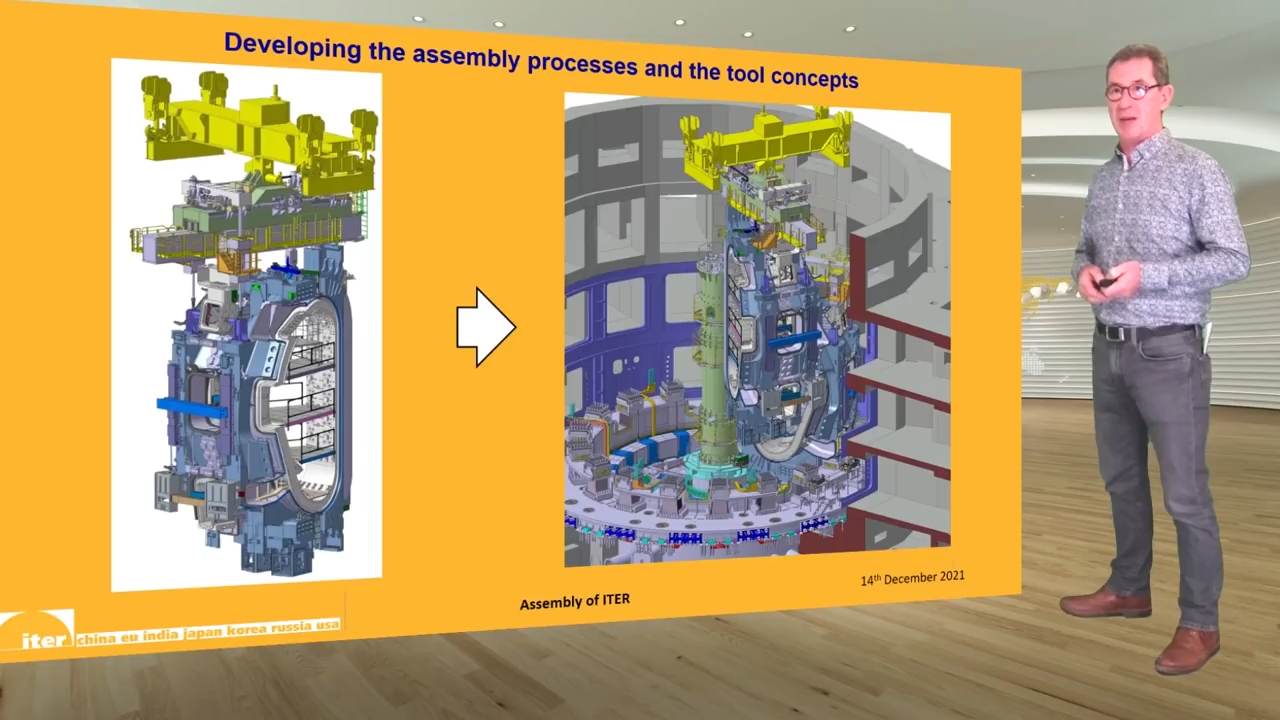 Developing the assembly processes and the tool concepts
14th December 2021
Assembly of ITER
iter china eu india japan korea russia usa